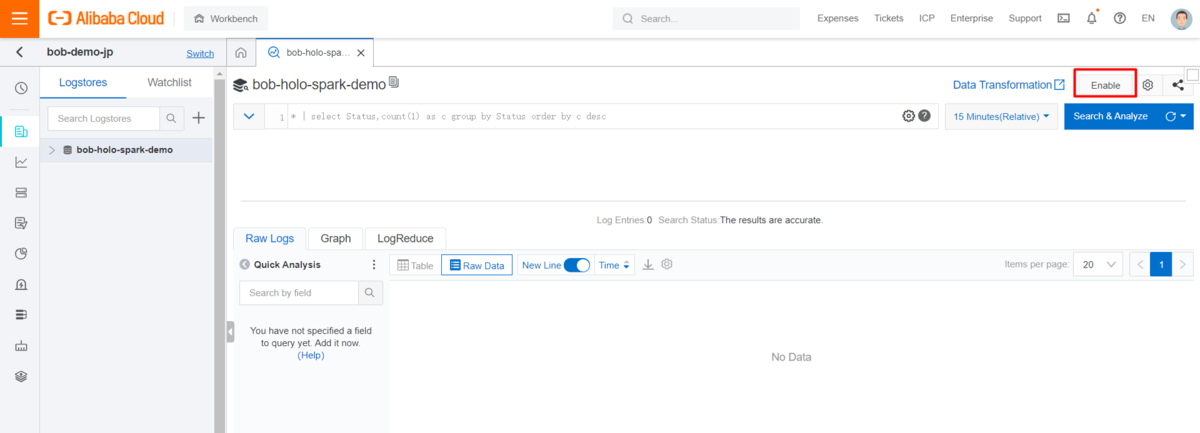 Alibaba Cloud
Workbench
Search...
Expenses
Tickets
ICP
Enterprise
Support
EN
bob-demo-jp
Switch
bob-holo-spa...
Logstores
Watchlist
Search Logstores
bob-holo-spark-demo
bob-holo-spark-demo
Data Transformation
Enable
1 * | select Status,count(1) as c group by Status order by c desc
15 Minutes(Relative)
Search & Analyze
Log Entries:0 Search Status:The results are accurate.
Raw Logs
Graph
LogReduce
Quick Analysis
Table
Raw Data
New Line
Time
Items per page:
20
1
Search by field
You have not specified a field
to query yet. Add it now.
(Help)
No Data